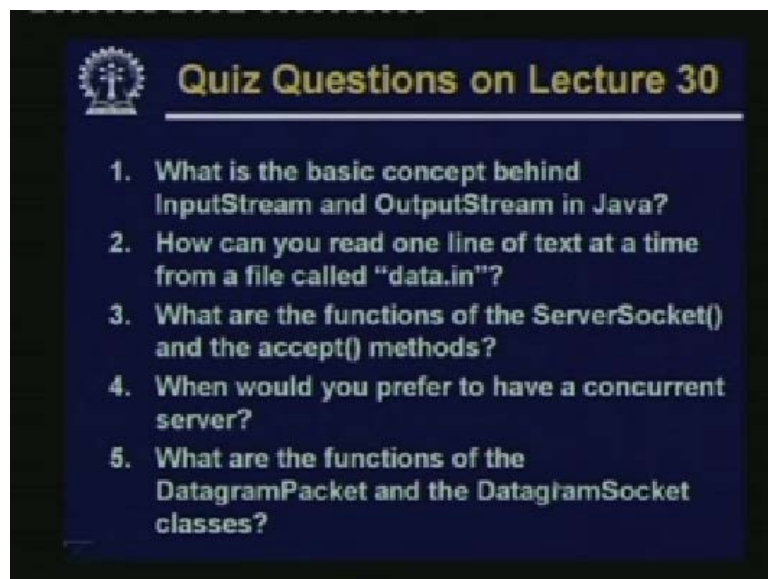 Quiz Questions on Lecture 30
1. What is the basic concept behind
InputStream and OutputStream in Java?
2. How can you read one line of text at a time
from a file called “data.in”?
3. What are the functions of the ServerSocket()
and the accept() methods?
4. When would you prefer to have a concurrent
server?
5. What are the functions of the
DatagramPacket and the DatagramSocket
classes?